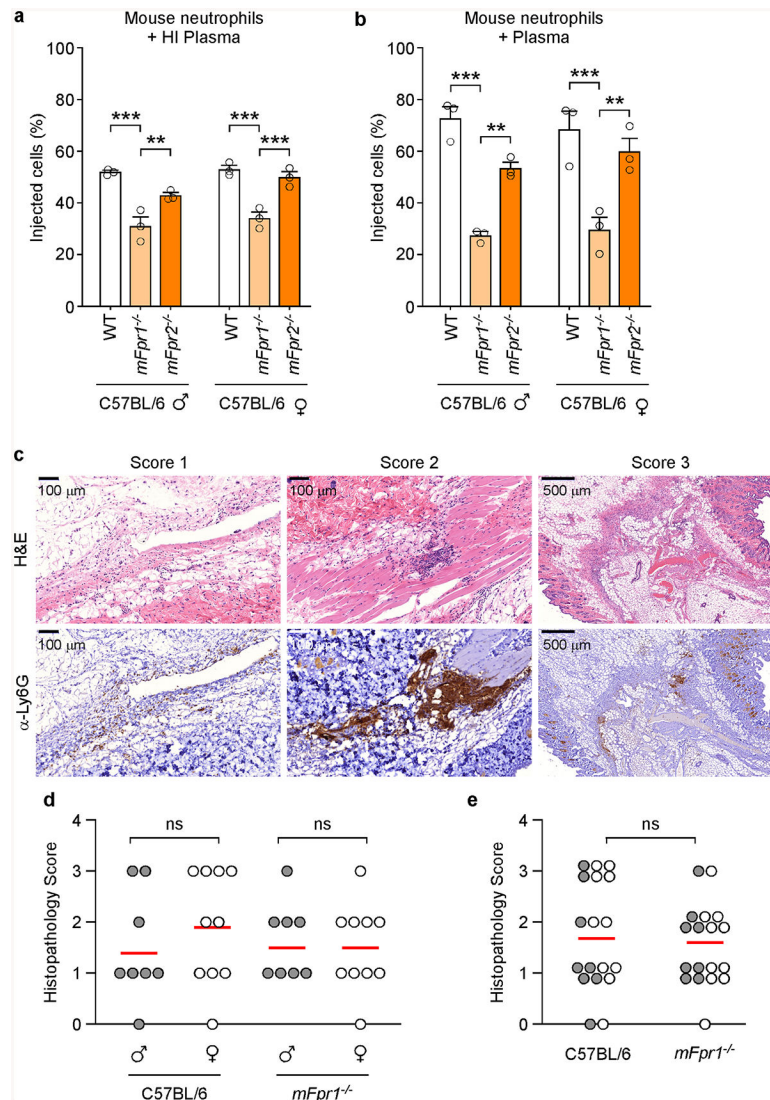 a
Mouse neutrophils
+ HI Plasma
Injected cells (%)
100
80
60
40
20
0
***
**
***
***
WT
mFpr1-/-
mFpr2-/-
WT
mFpr1-/-
mFpr2-/-
C57BL/6 ♂
C57BL/6 ♀
b
Mouse neutrophils
+ Plasma
Injected cells (%)
100
80
60
40
20
0
***
**
***
**
WT
mFpr1-/-
mFpr2-/-
WT
mFpr1-/-
mFpr2-/-
C57BL/6 ♂
C57BL/6 ♀
c
Score 1
Score 2
Score 3
H&E
100 µm
100 µm
500 µm
α-Ly6G
100 µm
100 µm
500 µm
d
Histopathology Score
4
3
2
1
0
ns
ns
♂
♀
♂
♀
C57BL/6
mFpr1-/-
e
Histopathology Score
4
3
2
1
0
ns
C57BL/6
mFpr1-/-